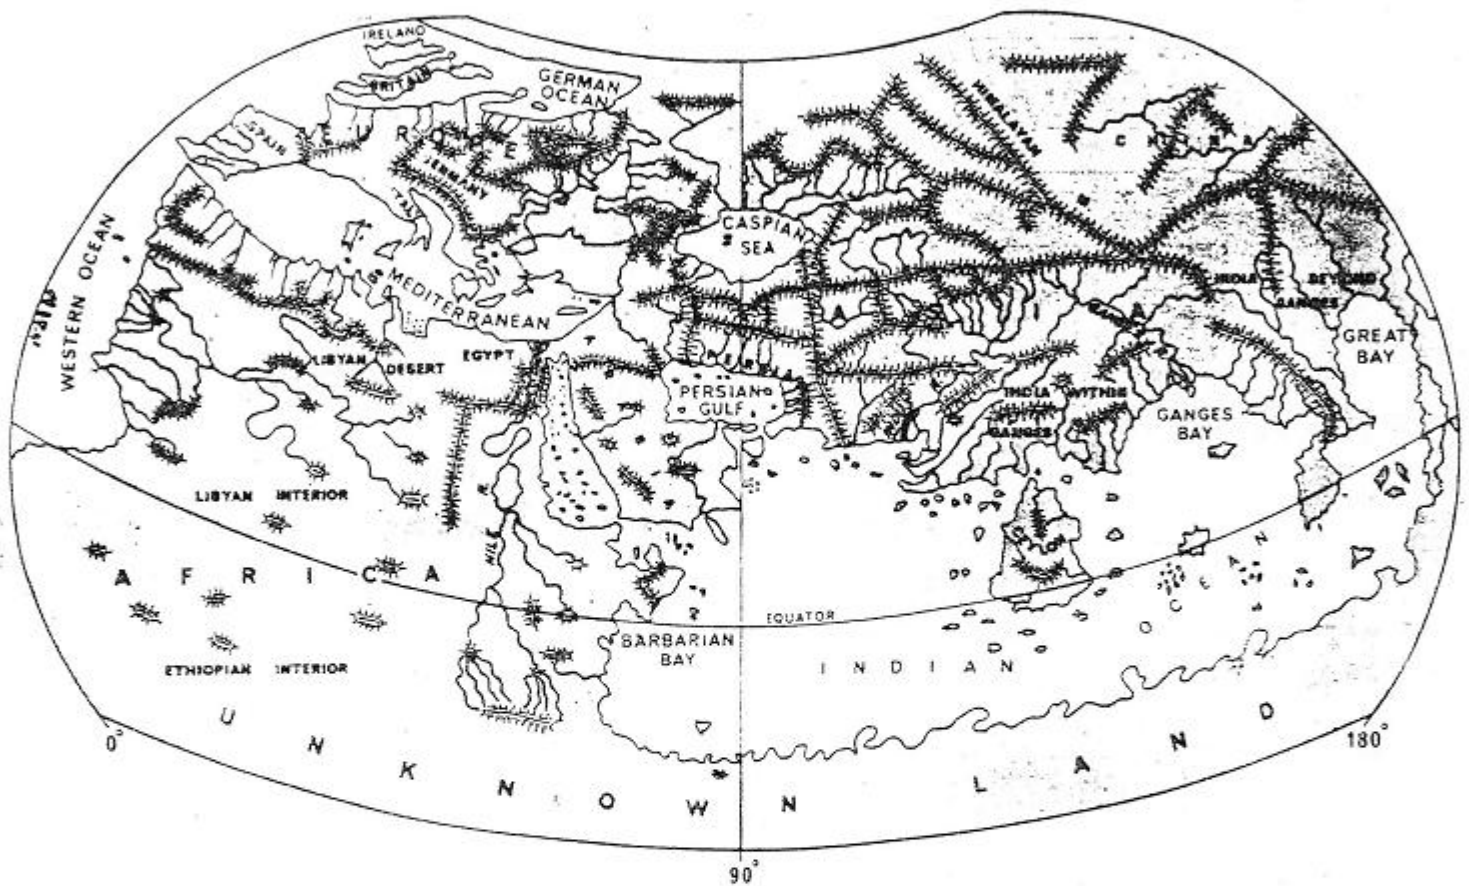 IRELAND
BRITAIN
GERMAN
OCEAN
SPAIN
EUROPE
GERMANY
ITALY
HIMALAYAN
CHINA
WESTERN OCEAN
CASPIAN
SEA
MEDITERRANEAN
ASIA
INDIA BEYOND
GANGES
GREAT
BAY
LIBYAN DESERT EGYPT
PERSIA
PERSIAN
GULF
INDIA WITHIN
GANGES
GANGES
BAY
LIBYAN INTERIOR
NILE R.
CEYLON
AFRICA
EQUATOR
BARBARIAN
BAY
INDIAN OCEAN
ETHIOPIAN INTERIOR
UNKNOWN LAND
0°
90°
180°